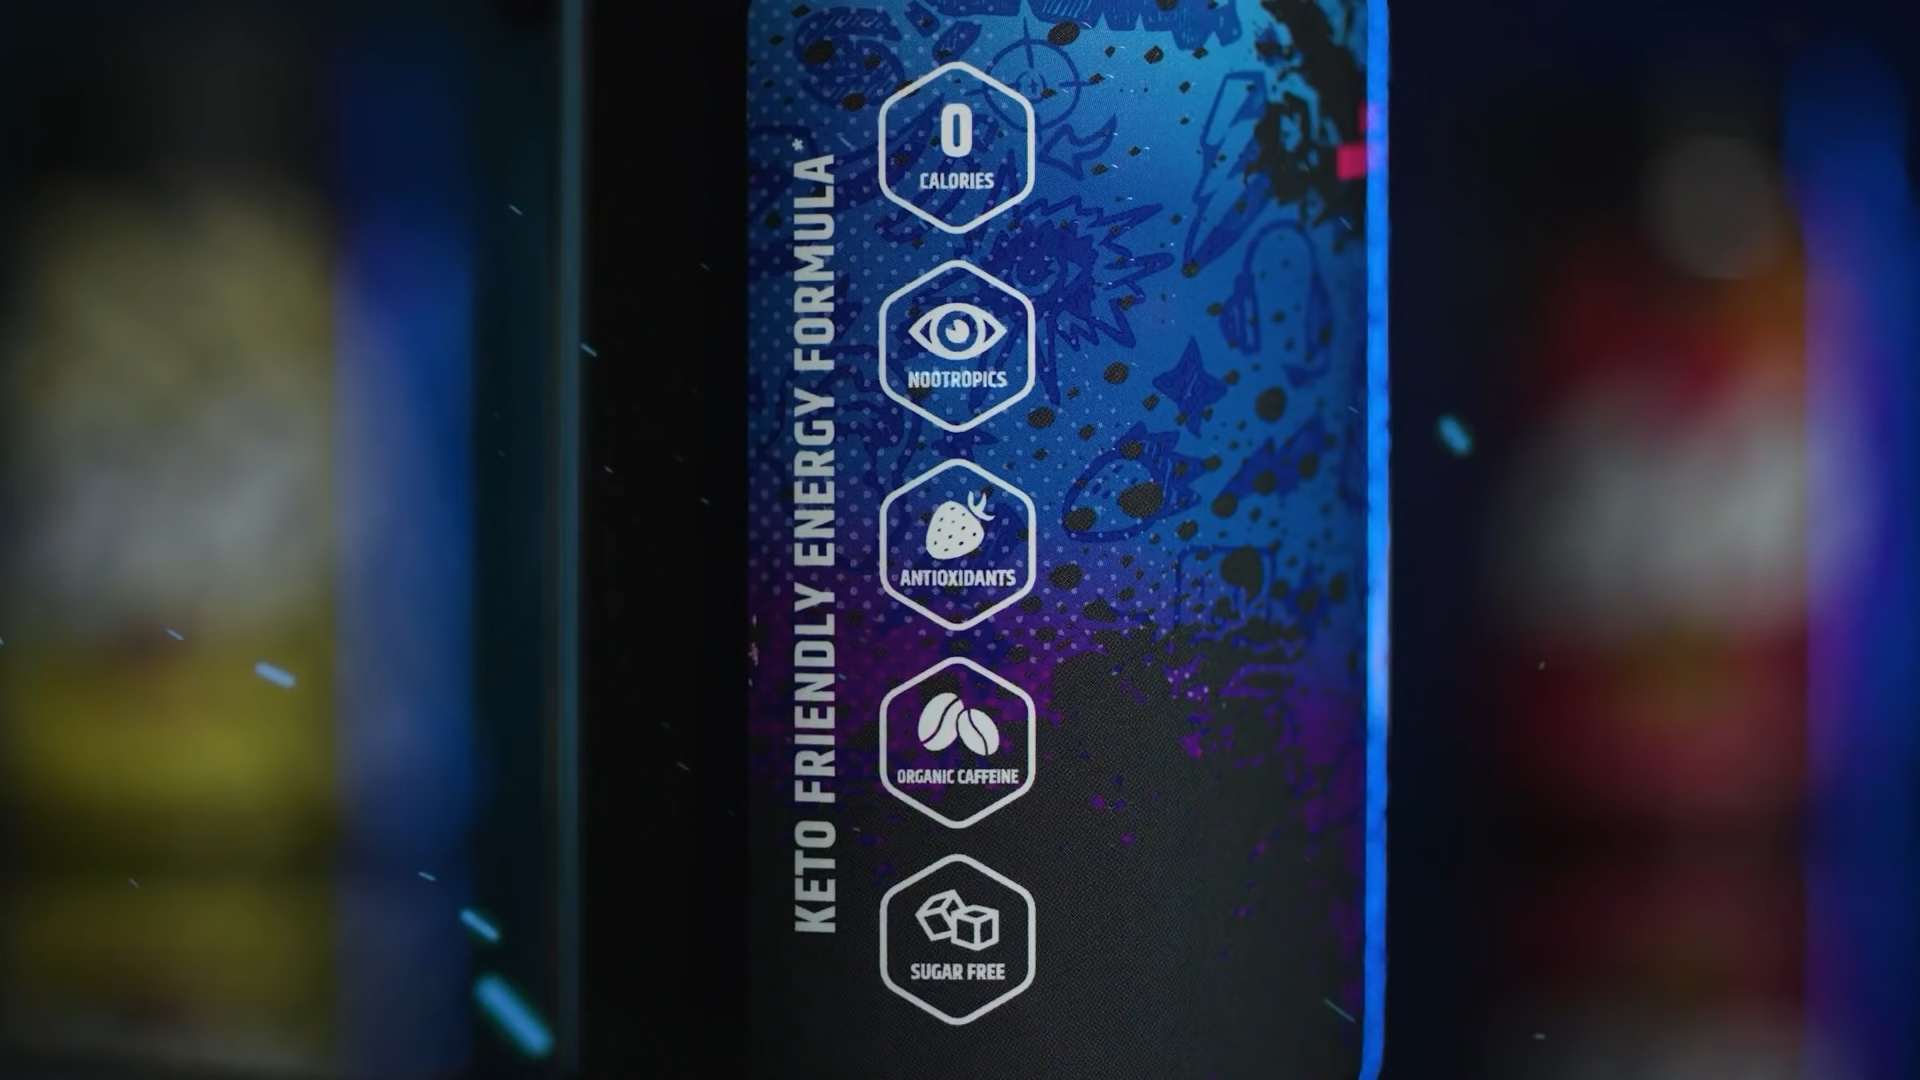 KETO FRIENDLY ENERGY FORMULA*
0
CALORIES
NOOTROPICS
ANTIOXIDANTS
ORGANIC CAFFEINE
SUGAR FREE